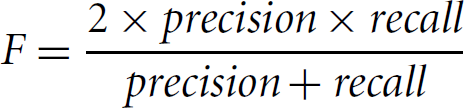 F = 2 × precision × recall / precision + recall